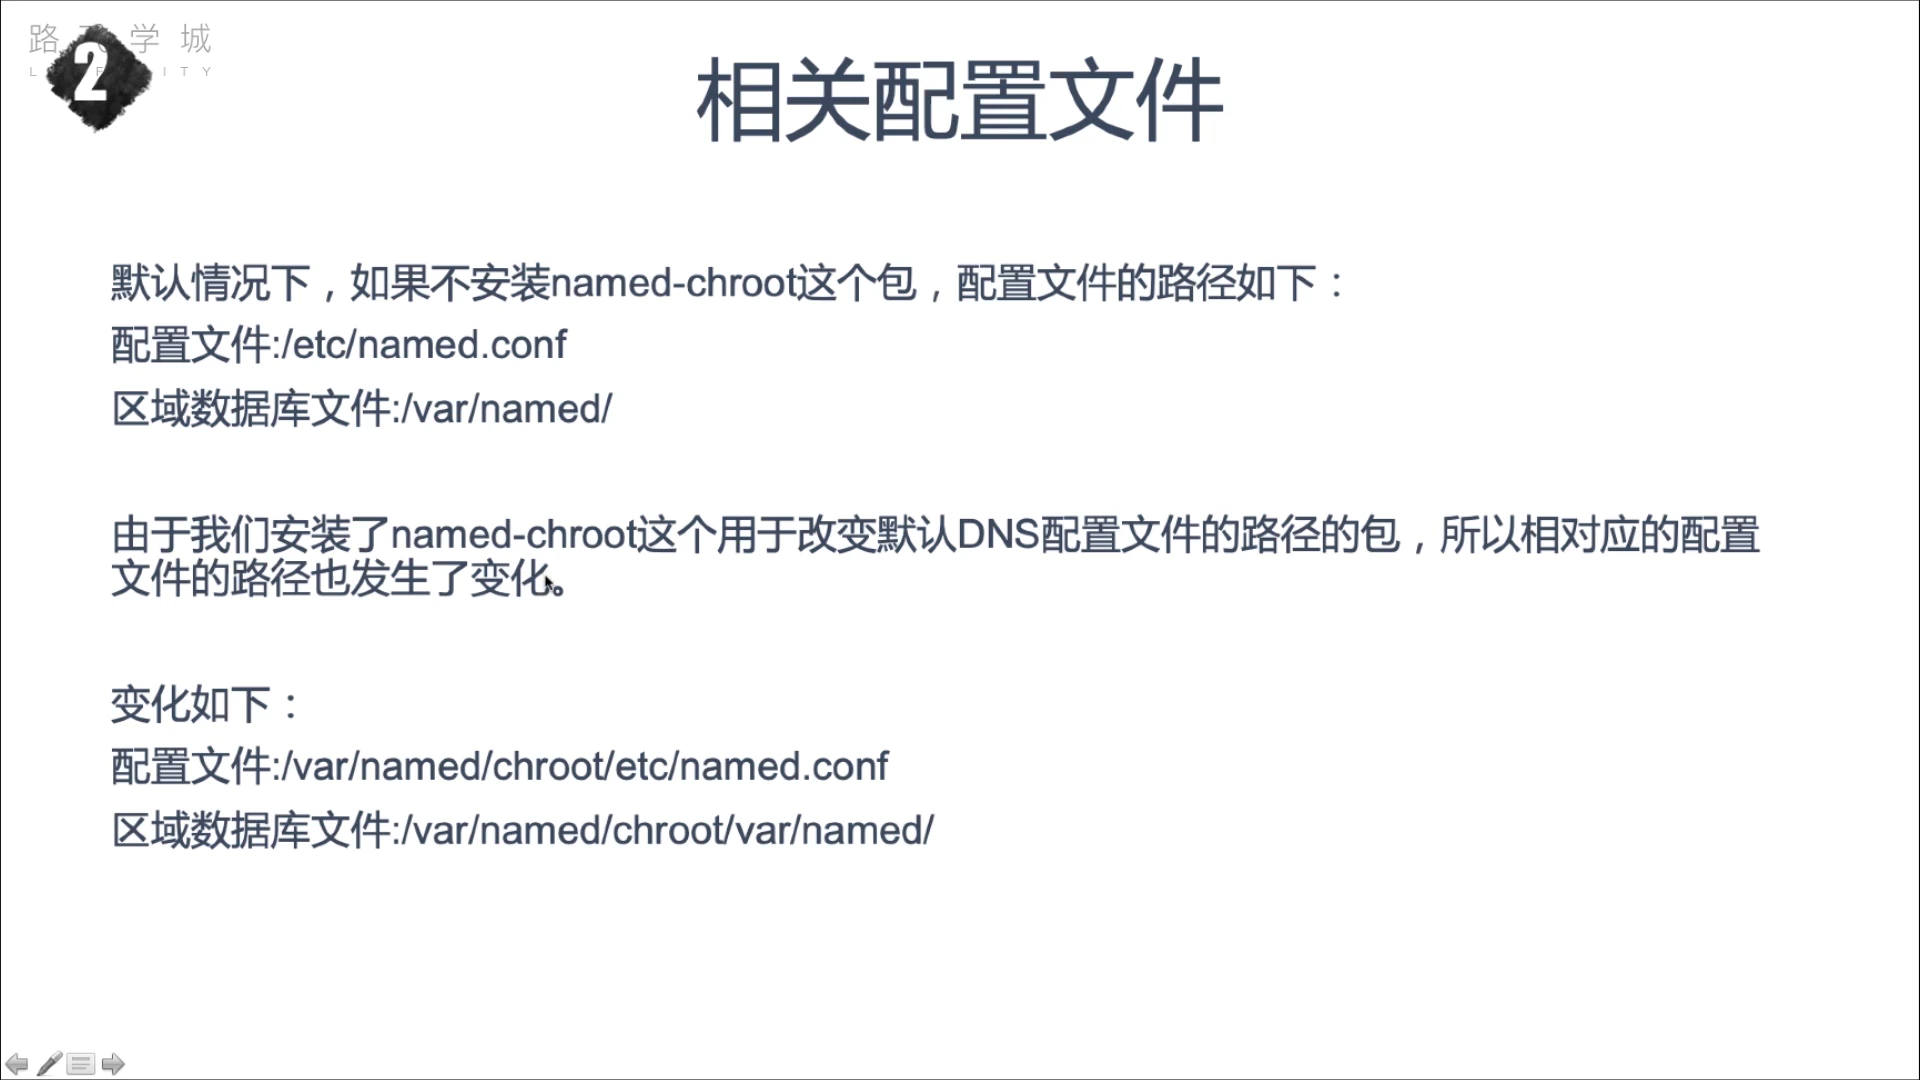 路 学 城
2
相关配置文件
默认情况下，如果不安装named-chroot这个包，配置文件的路径如下：
配置文件:/etc/named.conf
区域数据库文件:/var/named/
由于我们安装了named-chroot这个用于改变默认DNS配置文件的路径的包，所以相对应的配置
文件的路径也发生了变化。
变化如下：
配置文件:/var/named/chroot/etc/named.conf
区域数据库文件:/var/named/chroot/var/named/